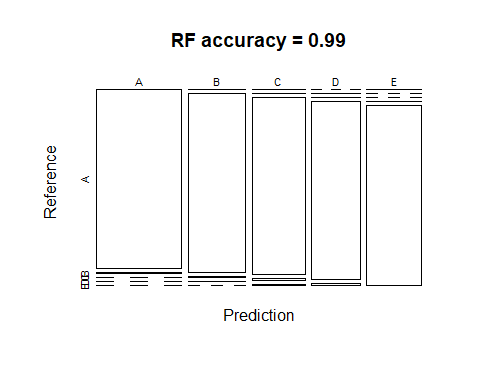 RF accuracy = 0.99
A B C D E
Reference
A
B
Prediction